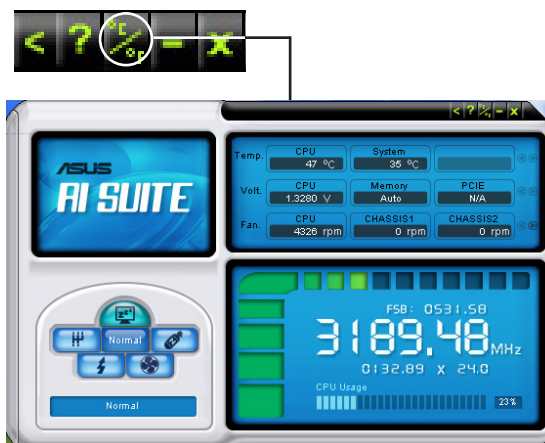 < ? °C/°F - x
< ? °C/°F - x
ASUS
AI SUITE
Temp. CPU 47 °C System 35 °C
Volt. CPU 1.3280 V Memory Auto PCIE N/A
Fan. CPU 4326 rpm CHASSIS1 0 rpm CHASSIS2 0 rpm
FSB: 0531.58
3189.48 MHz
0132.89 X 24.0
CPU Usage
23%
zzz
Normal
Normal